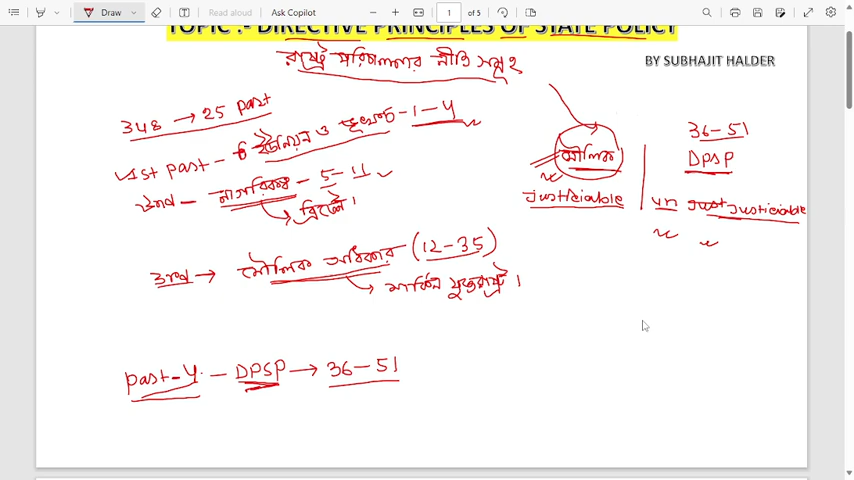 Draw
Read aloud
Ask Copilot
1
of 5
TOPIC :- DIRECTIVE PRINCIPLES OF STATE POLICY
রাষ্ট্র পরিচালনার নীতি সমূহ
BY SUBHAJIT HALDER
348 → 25 Part
1st part - ইউনিয়ন ও ভূখণ্ড - 1-4
২য় - নাগরিকত্ব - 5-11
→ ব্রিটেন।
৩য় → মৌলিক অধিকার (12-35)
→ মার্কিন যুক্তরাষ্ট্র।
Part-4 - DPSP → 36-51
মৌলিক
justiciable
36-51
DPSP
un justiciable